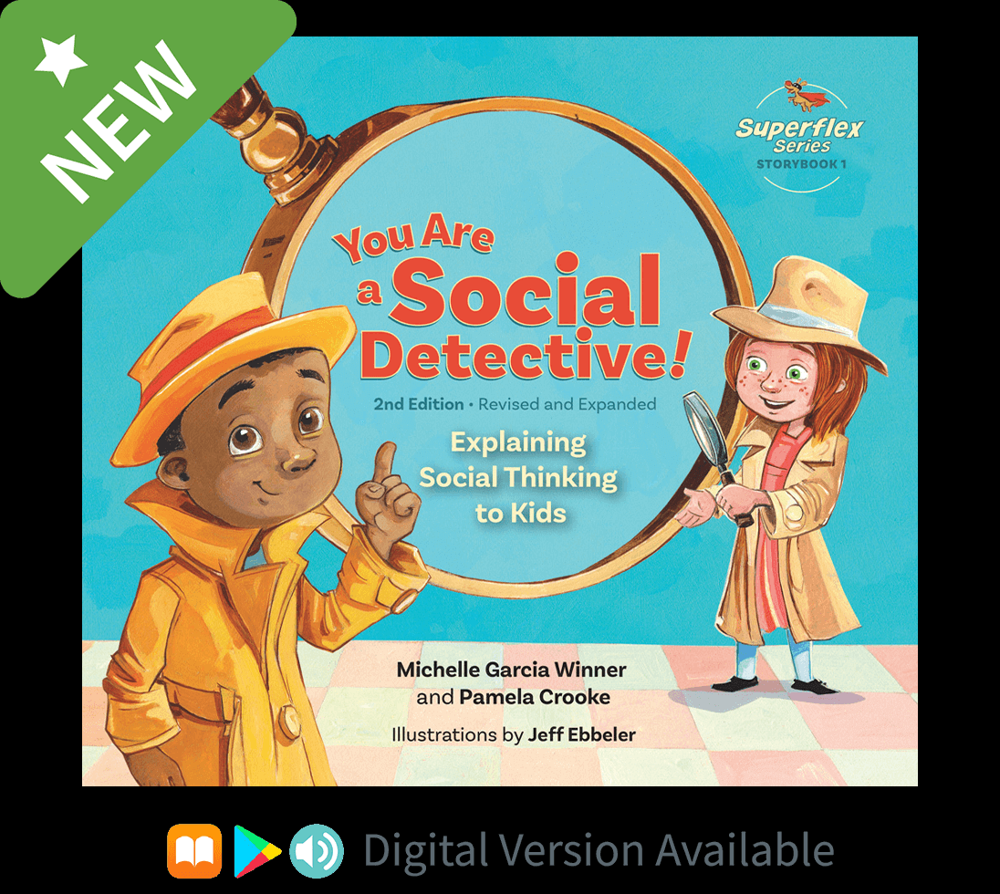 NEW
Superflex
Series
STORYBOOK 1
You Are
a Social
Detective!
2nd Edition • Revised and Expanded
Explaining
Social Thinking
to Kids
Michelle Garcia Winner
and Pamela Crooke
Illustrations by Jeff Ebbeler
Digital Version Available